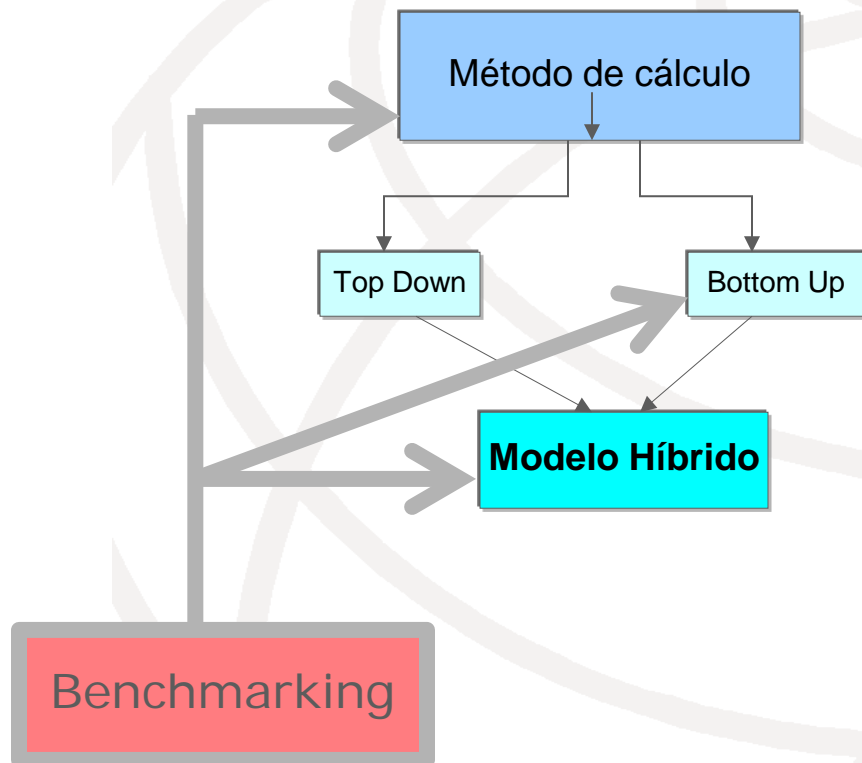 Método de cálculo
Top Down
Bottom Up
Modelo Híbrido
Benchmarking